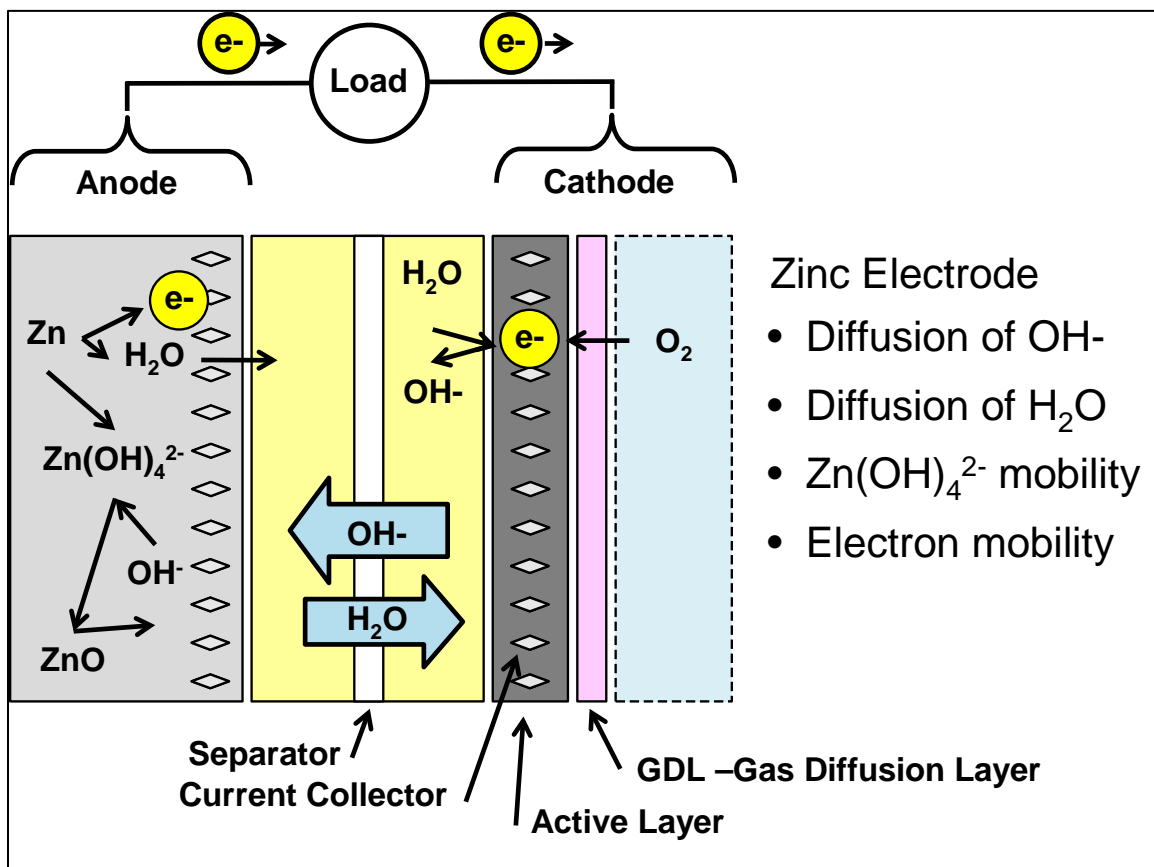 e-
e-
Load
Anode
Cathode
e-
Zn
H₂O
Zn(OH)₄²⁻
OH⁻
ZnO
H₂O
OH-
e-
O₂
OH-
H₂O
Zinc Electrode
• Diffusion of OH-
• Diffusion of H₂O
• Zn(OH)₄²⁻ mobility
• Electron mobility
Separator
Current Collector
GDL –Gas Diffusion Layer
Active Layer